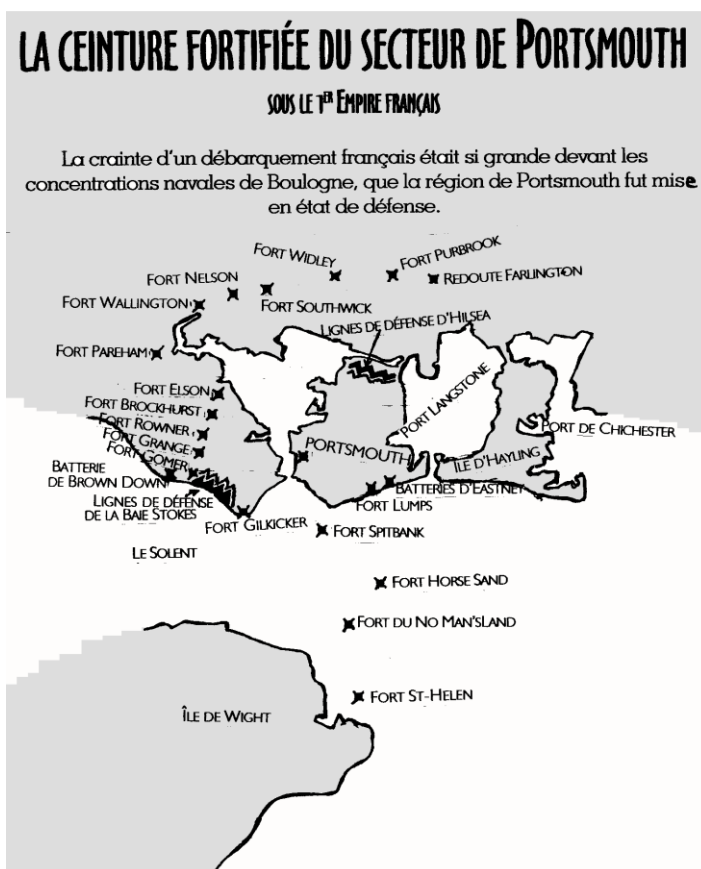 LA CEINTURE FORTIFIÉE DU SECTEUR DE PORTSMOUTH
SOUS LE 1ER EMPIRE FRANÇAIS
La crainte d'un débarquement français était si grande devant les
concentrations navales de Boulogne, que la région de Portsmouth fut mise
en état de défense.
FORT WIDLEY
FORT PURBROOK
FORT NELSON
REDOUTE FARLINGTON
FORT WALLINGTON
FORT SOUTHWICK
LIGNES DE DÉFENSE D'HILSEA
FORT PAREHAM
FORT ELSON
FORT BROCKHURST
PORT LANGSTONE
FORT ROWNER
PORT DE CHICHESTER
FORT GRANGE
PORTSMOUTH
FORT GOMER
ÎLE D'HAYLING
BATTERIE
DE BROWN DOWN
BATTERIES D'EASTNEY
LIGNES DE DÉFENSE
DE LA BAIE STOKES
FORT LUMPS
FORT GILKICKER
FORT SPITBANK
LE SOLENT
FORT HORSE SAND
FORT DU NO MAN'SLAND
FORT ST-HELEN
ÎLE DE WIGHT